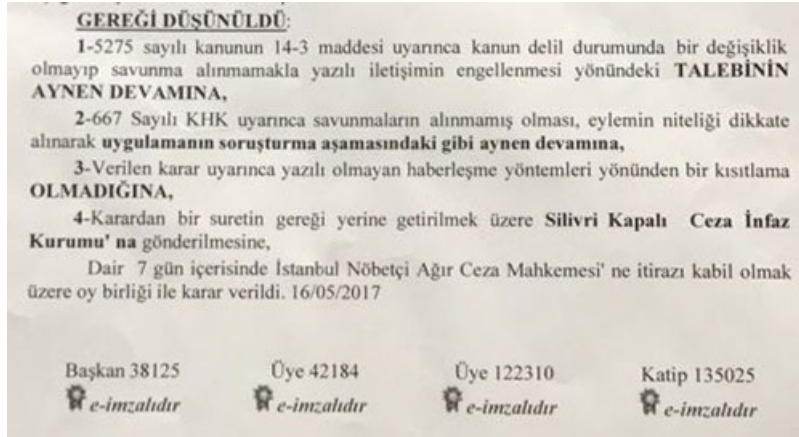 GEREĞİ DÜŞÜNÜLDÜ:
1-5275 sayılı kanunun 14-3 maddesi uyarınca kanun delil durumunda bir değişiklik
olmayıp savunma alınmamakla yazılı iletişimin engellenmesi yönündeki TALEBİNİN
AYNEN DEVAMINA,
2-667 Sayılı KHK uyarınca savunmaların alınmamış olması, eylemin niteliği dikkate
alınarak uygulamanın soruşturma aşamasındaki gibi aynen devamına,
3-Verilen karar uyarınca yazılı olmayan haberleşme yöntemleri yönünden bir kısıtlama
OLMADIĞINA,
4-Karardan bir suretin gereği yerine getirilmek üzere Silivri Kapalı Ceza İnfaz
Kurumu' na gönderilmesine,
Dair 7 gün içerisinde İstanbul Nöbetçi Ağır Ceza Mahkemesi' ne itirazı kabil olmak
üzere oy birliği ile karar verildi. 16/05/2017
Başkan 38125 Üye 42184 Üye 122310 Katip 135025
e-imzalıdır e-imzalıdır e-imzalıdır e-imzalıdır